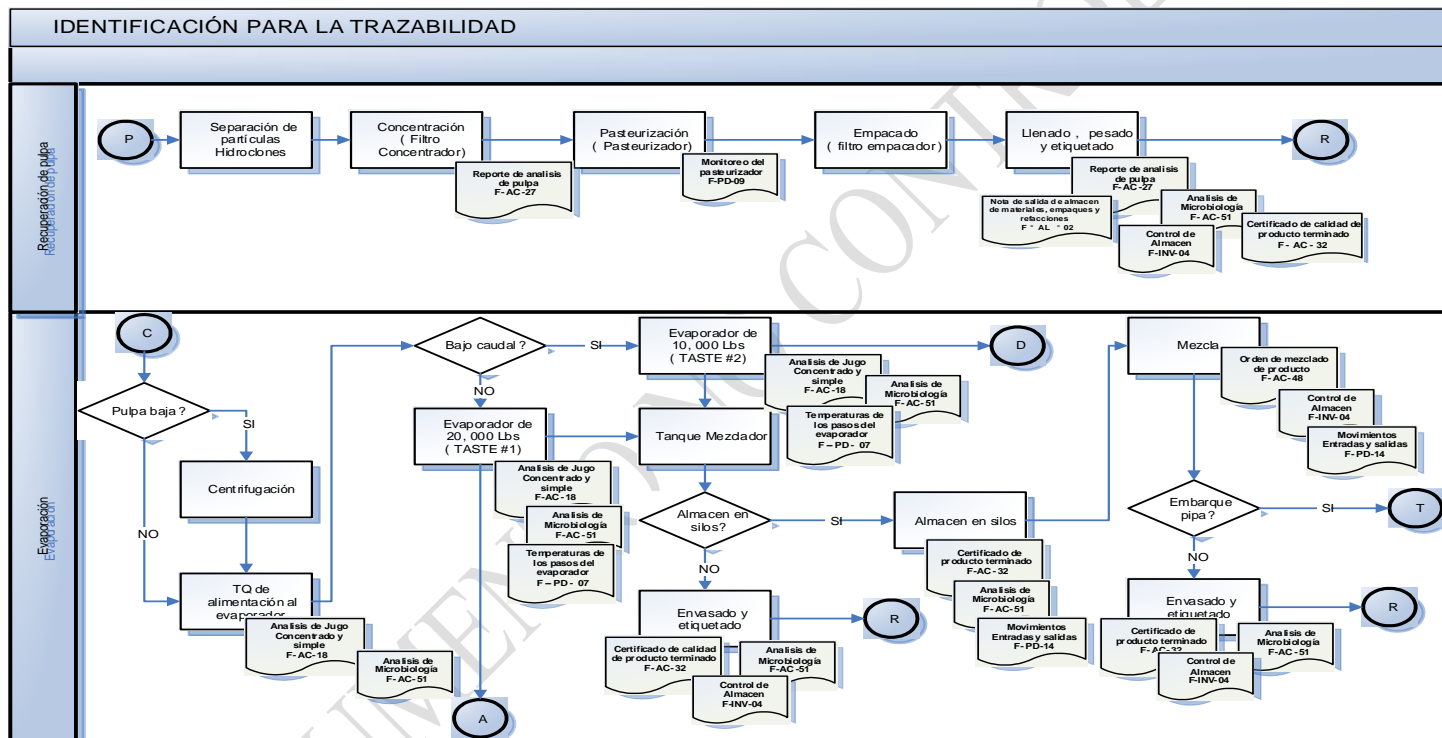 IDENTIFICACIÓN PARA LA TRAZABILIDAD
Recuperación de pulpa
P
Separación de
partículas
Hidroclones
Concentración
( Filtro
Concentrador)
Reporte de analisis
de pulpa
F-AC-27
Pasteurización
( Pasteurizador)
Monitoreo del
pasteurizador
F-PD-09
Empacado
( filtro empacador)
Llenado , pesado
y etiquetado
Reporte de analisis
de pulpa
F-AC-27
Nota de salida de almacen
de materiales, empaques y
refacciones
F - AL - 02
Analisis de
Microbiología
F-AC-51
Control de
Almacen
F-INV-04
Certificado de calidad de
producto terminado
F - AC - 32
R
Evaporación
C
Pulpa baja ?
SI
NO
Centrifugación
TQ de
alimentación al
evaporador
Analisis de Jugo
Concentrado y
simple
F-AC-18
Analisis de
Microbiología
F-AC-51
Bajo caudal ?
SI
NO
Evaporador de
20, 000 Lbs
( TASTE #1)
Analisis de Jugo
Concentrado y
simple
F-AC-18
Analisis de
Microbiología
F-AC-51
Temperaturas de
los pasos del
evaporador
F – PD - 07
A
Evaporador de
10, 000 Lbs
( TASTE #2)
Analisis de Jugo
Concentrado y
simple
F-AC-18
Analisis de
Microbiología
F-AC-51
Temperaturas de
los pasos del
evaporador
F – PD - 07
D
Tanque Mezclador
Almacen en
silos?
SI
NO
Envasado y
etiquetado
Certificado de calidad
de producto terminado
F-AC-32
Analisis de
Microbiología
F-AC-51
Control de
Almacen
F-INV-04
R
Almacen en silos
Certificado de
producto terminado
F-AC-32
Analisis de
Microbiología
F-AC-51
Movimientos
Entradas y salidas
F-PD-14
Mezcla
Orden de mezclado
de producto
F-AC-48
Control de
Almacen
F-INV-04
Movimientos
Entradas y salidas
F-PD-14
Embarque
pipa?
SI
T
NO
Envasado y
etiquetado
Certificado de
producto terminado
F-AC-32
Analisis de
Microbiología
F-AC-51
Control de
Almacen
F-INV-04
R